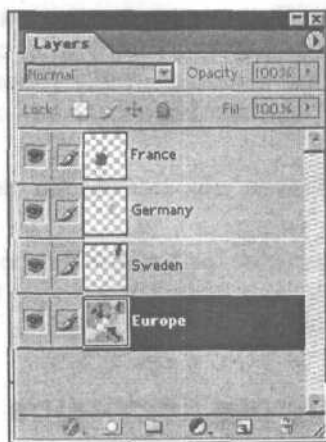 Layers
Normal Opacity: 100%
Lock: Fill: 100%
France
Germany
Sweden
Europe